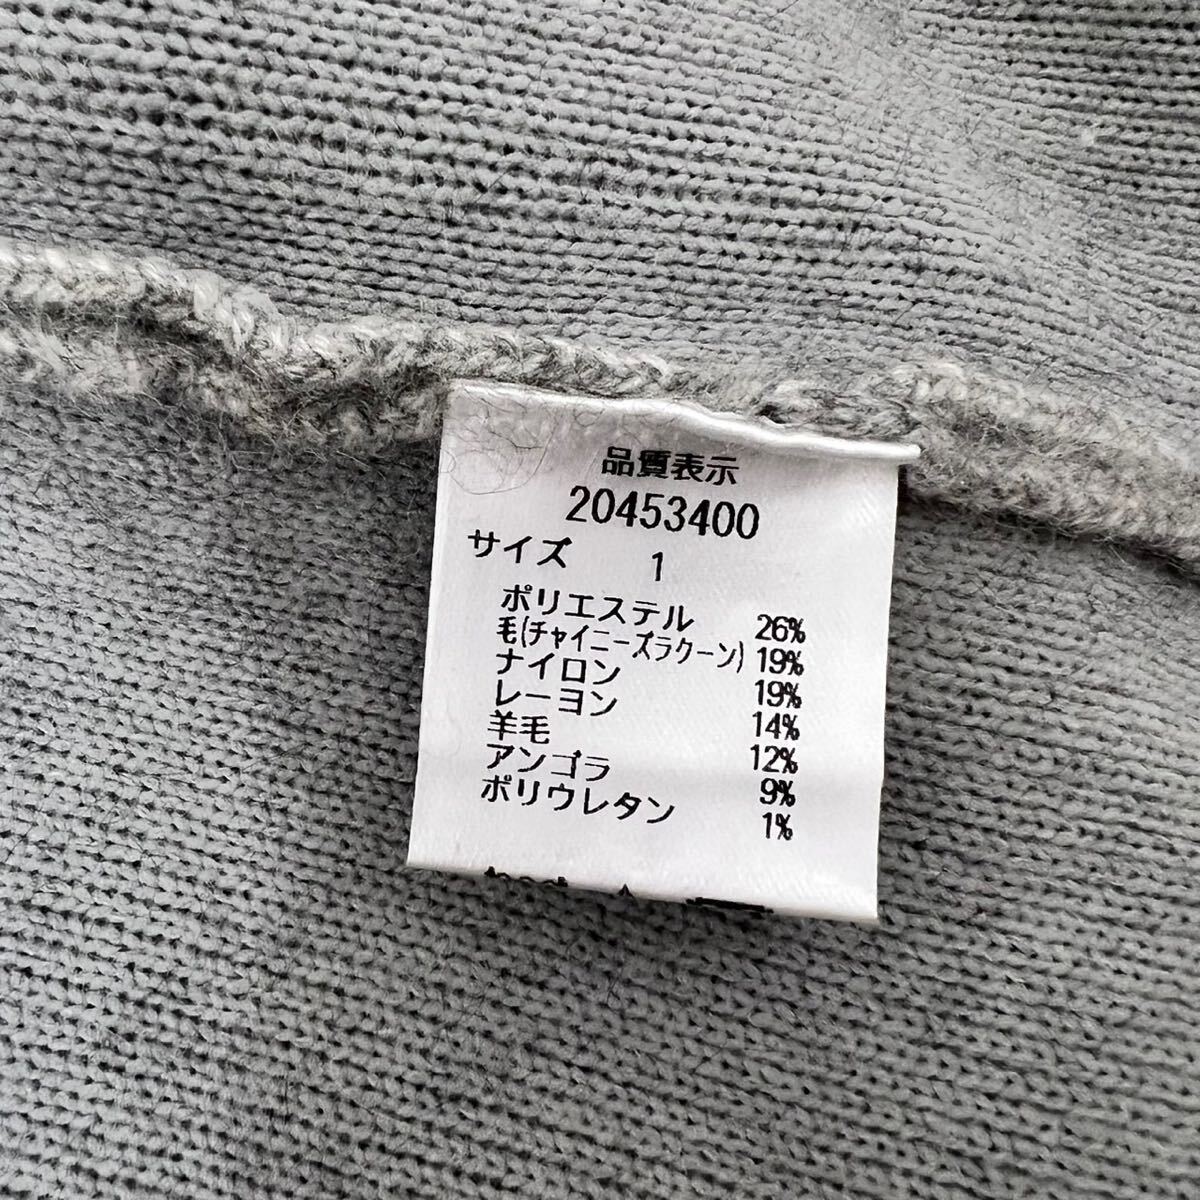 品質表示
20453400
サイズ 1
ポリエステル 26%
毛(チャイニーズラクーン) 19%
ナイロン 19%
レーヨン 14%
羊毛 12%
アンゴラ 9%
ポリウレタン 1%